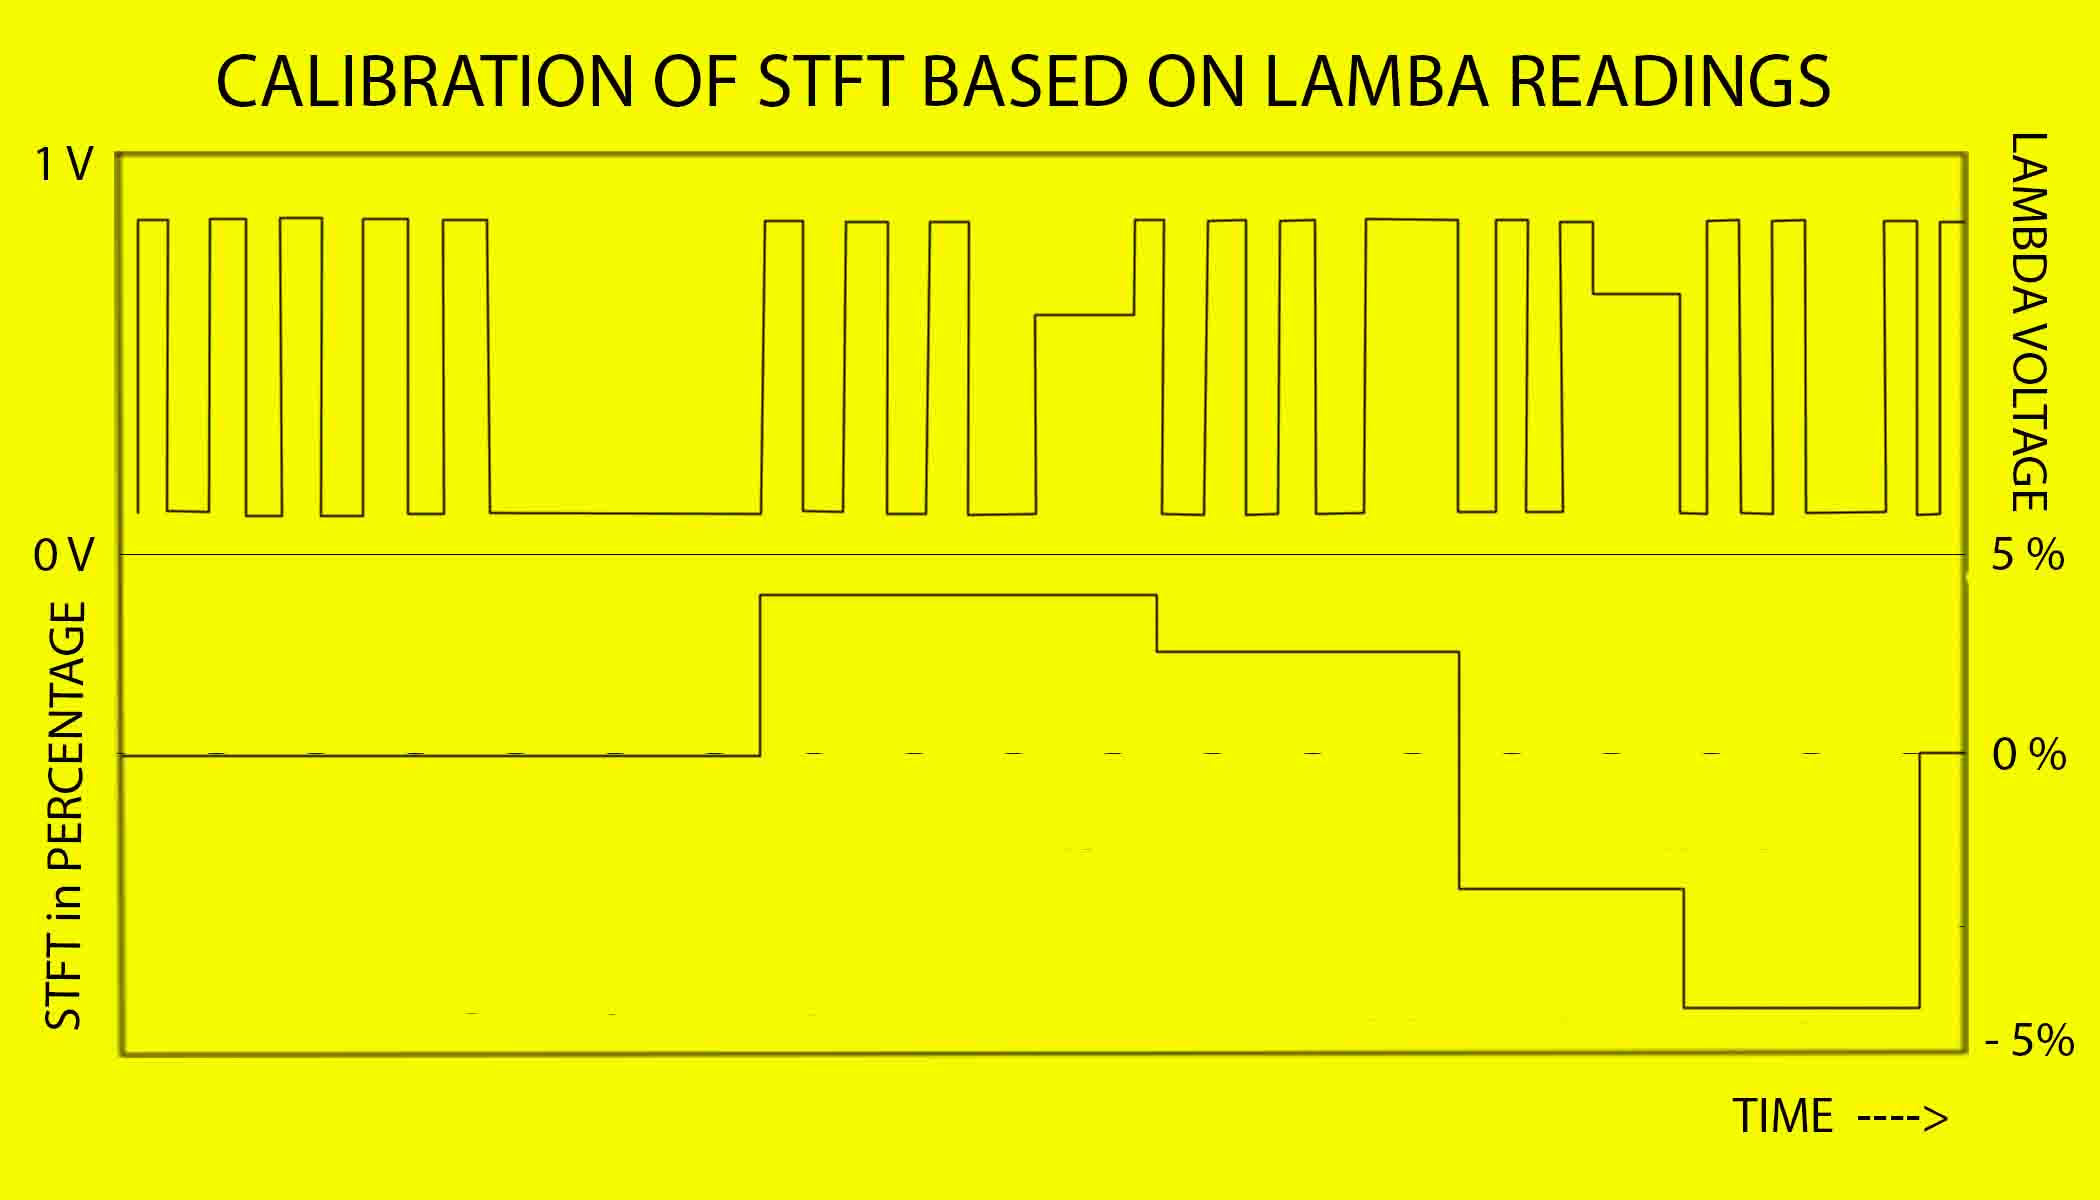 CALIBRATION OF STFT BASED ON LAMBA READINGS
1 V
LAMBDA VOLTAGE
0 V
5 %
STFT in PERCENTAGE
0 %
- 5%
TIME ---->